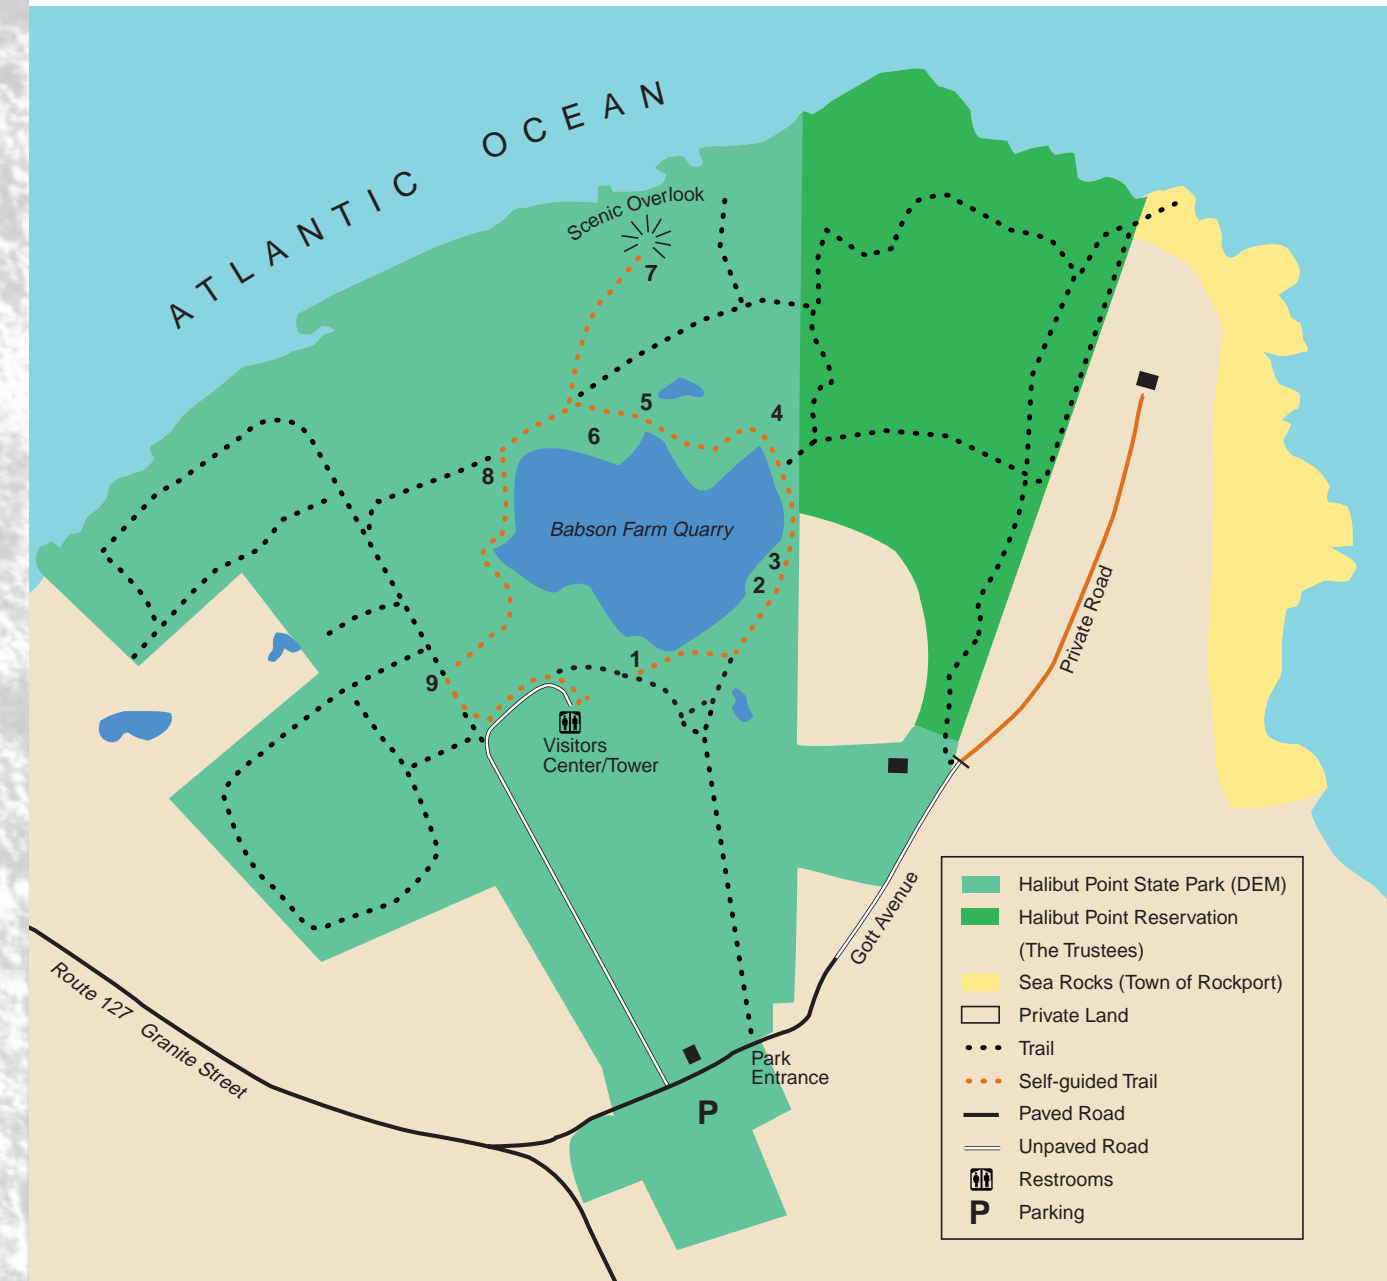 ATLANTIC OCEAN
Scenic Overlook
7
5
4
6
8
Babson Farm Quarry
3
2
1
9
Visitors
Center/Tower
Private Road
Gott Avenue
Route 127 Granite Street
Park
Entrance
P
Halibut Point State Park (DEM)
Halibut Point Reservation
(The Trustees)
Sea Rocks (Town of Rockport)
Private Land
Trail
Self-guided Trail
Paved Road
Unpaved Road
Restrooms
P Parking